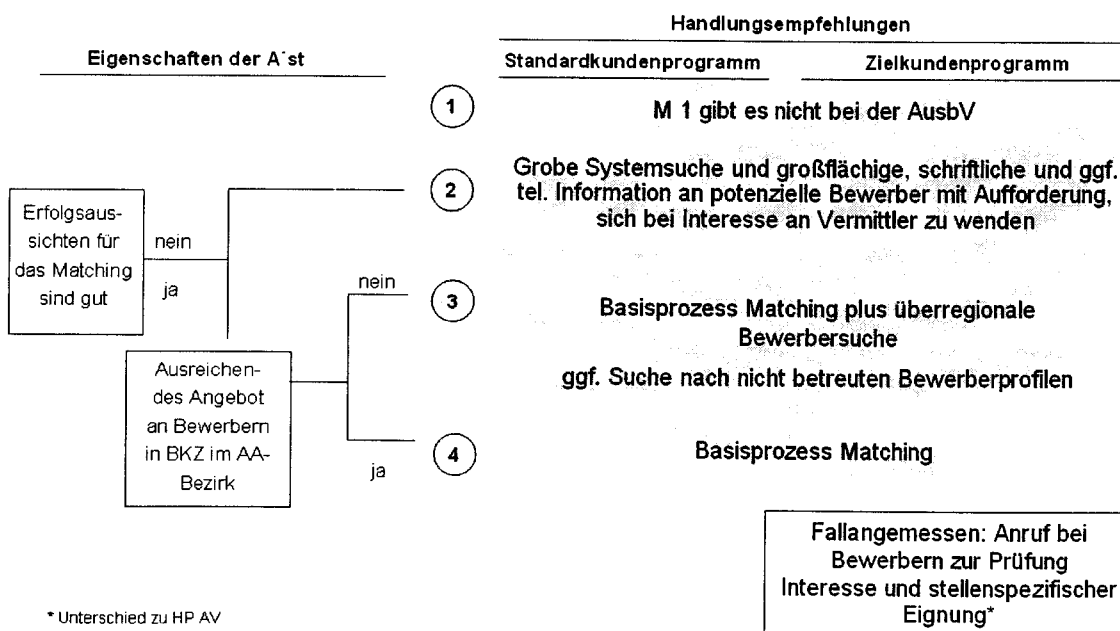 Handlungsempfehlungen
Eigenschaften der A´st
Standardkundenprogramm
Zielkundenprogramm
1
M 1 gibt es nicht bei der AusbV
2
Grobe Systemsuche und großflächige, schriftliche und ggf.
tel. Information an potenzielle Bewerber mit Aufforderung,
sich bei Interesse an Vermittler zu wenden
Erfolgsaus-
sichten für
das Matching
sind gut
nein
ja
nein
3
Basisprozess Matching plus überregionale
Bewerbersuche
ggf. Suche nach nicht betreuten Bewerberprofilen
Ausreichen-
des Angebot
an Bewerbern
in BKZ im AA-
Bezirk
ja
4
Basisprozess Matching
Fallangemessen: Anruf bei
Bewerbern zur Prüfung
Interesse und stellenspezifischer
Eignung*
* Unterschied zu HP AV